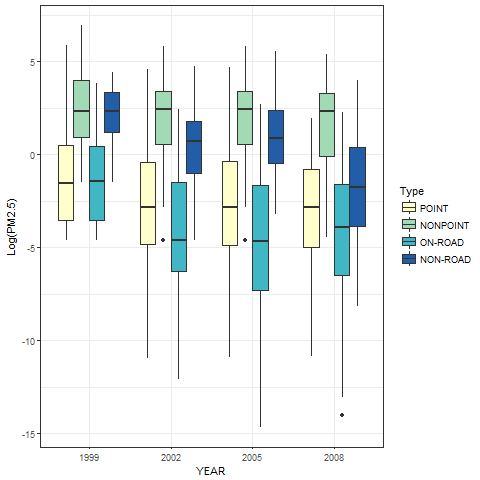 Log(PM2.5)
5
0
-5
-10
-15
1999 2002 2005 2008
YEAR
Type
POINT
NONPOINT
ON-ROAD
NON-ROAD